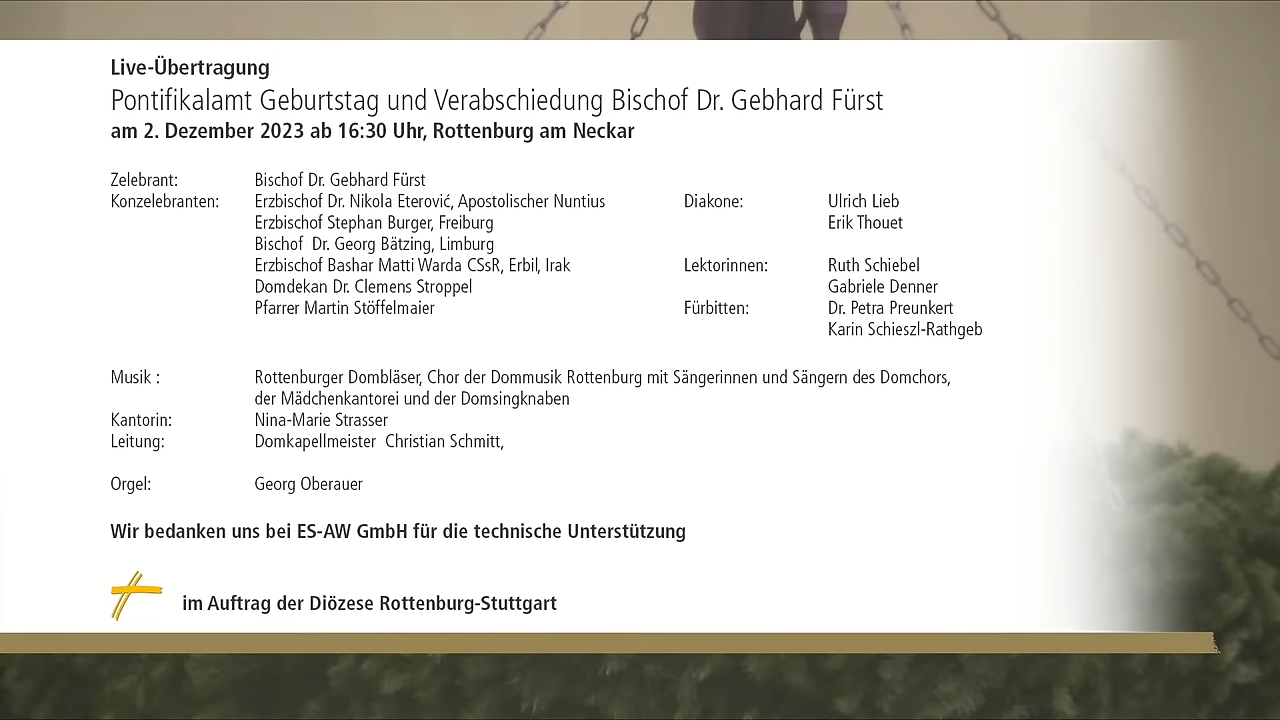 Live-Übertragung
Pontifikalamt Geburtstag und Verabschiedung Bischof Dr. Gebhard Fürst
am 2. Dezember 2023 ab 16:30 Uhr, Rottenburg am Neckar
Zelebrant: Bischof Dr. Gebhard Fürst
Konzelebranten: Erzbischof Dr. Nikola Eterović, Apostolischer Nuntius
Erzbischof Stephan Burger, Freiburg
Bischof Dr. Georg Bätzing, Limburg
Erzbischof Bashar Matti Warda CSsR, Erbil, Irak
Domdekan Dr. Clemens Stroppel
Pfarrer Martin Stöffelmaier
Diakone: Ulrich Lieb
Erik Thouet
Lektorinnen: Ruth Schiebel
Gabriele Denner
Fürbitten: Dr. Petra Preunkert
Karin Schieszl-Rathgeb
Musik : Rottenburger Dombläser, Chor der Dommusik Rottenburg mit Sängerinnen und Sängern des Domchors,
der Mädchenkantorei und der Domsingknaben
Kantorin: Nina-Marie Strasser
Leitung: Domkapellmeister Christian Schmitt,
Orgel: Georg Oberauer
Wir bedanken uns bei ES-AW GmbH für die technische Unterstützung
im Auftrag der Diözese Rottenburg-Stuttgart